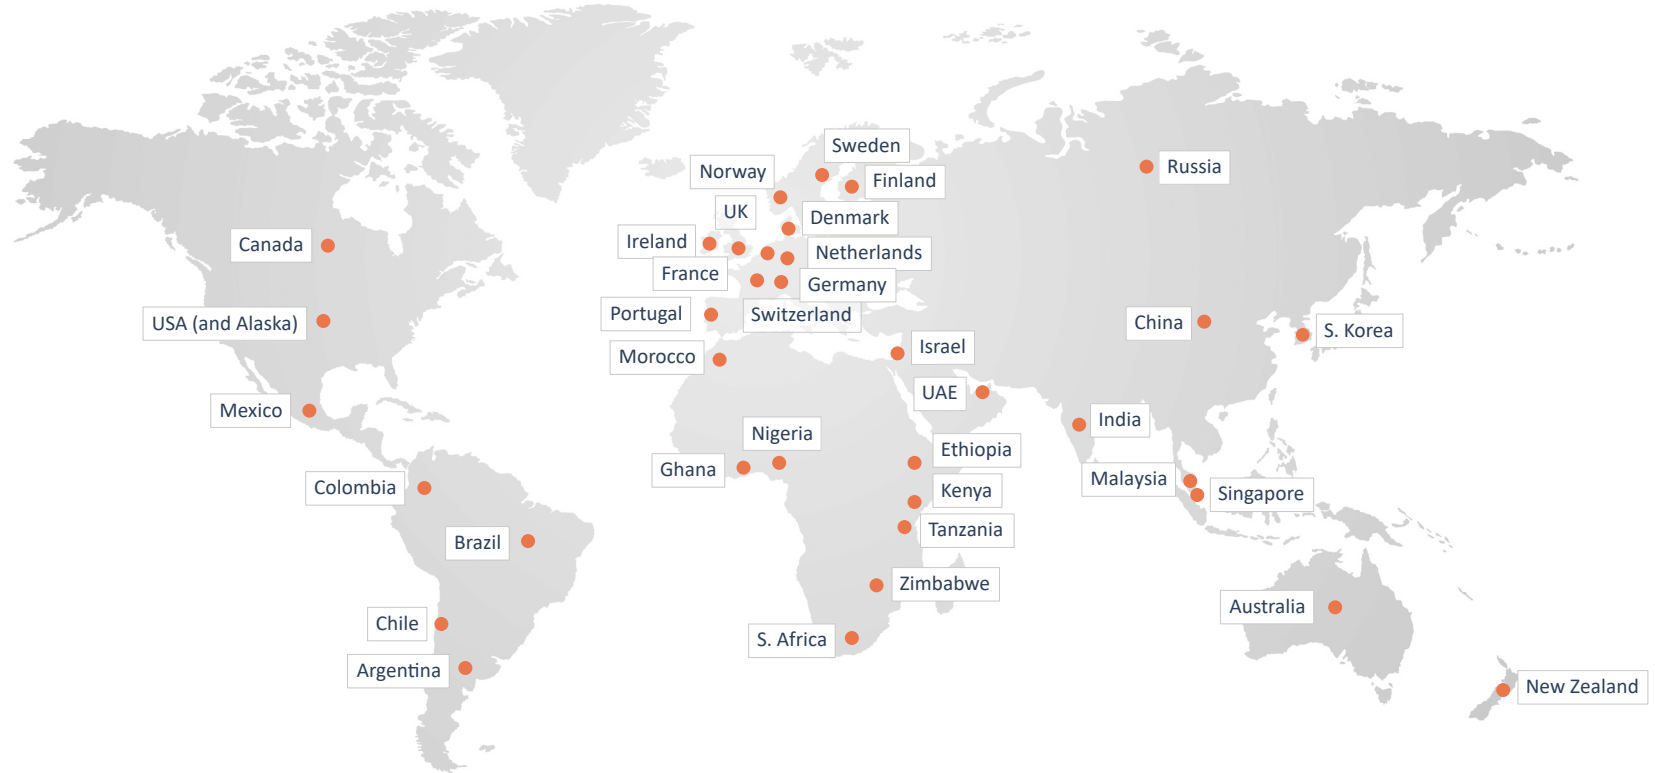 Sweden
Norway
Finland
Russia
UK
Denmark
Ireland
Canada
Netherlands
France
Germany
Portugal
Switzerland
USA (and Alaska)
China
S. Korea
Israel
Morocco
UAE
Mexico
India
Nigeria
Ethiopia
Ghana
Malaysia
Colombia
Kenya
Singapore
Tanzania
Brazil
Zimbabwe
Australia
Chile
S. Africa
Argentina
New Zealand